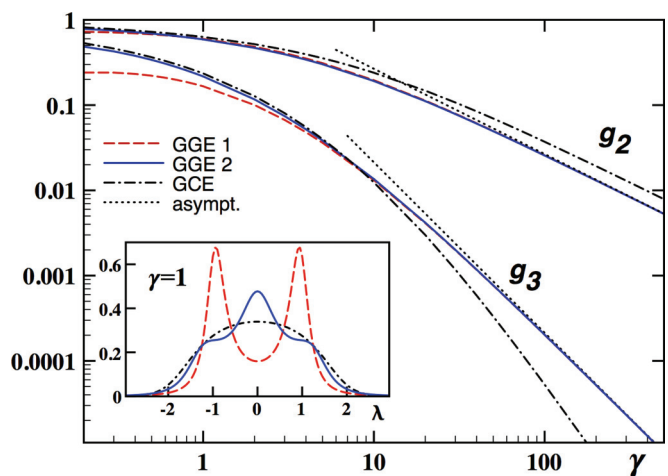 1
0.1
0.01
0.001
0.0001
g2
g3
GGE 1
GGE 2
GCE
asympt.
γ=1
0.6
0.4
0.2
0
-2 -1 0 1 2 λ
1 10 100 γ